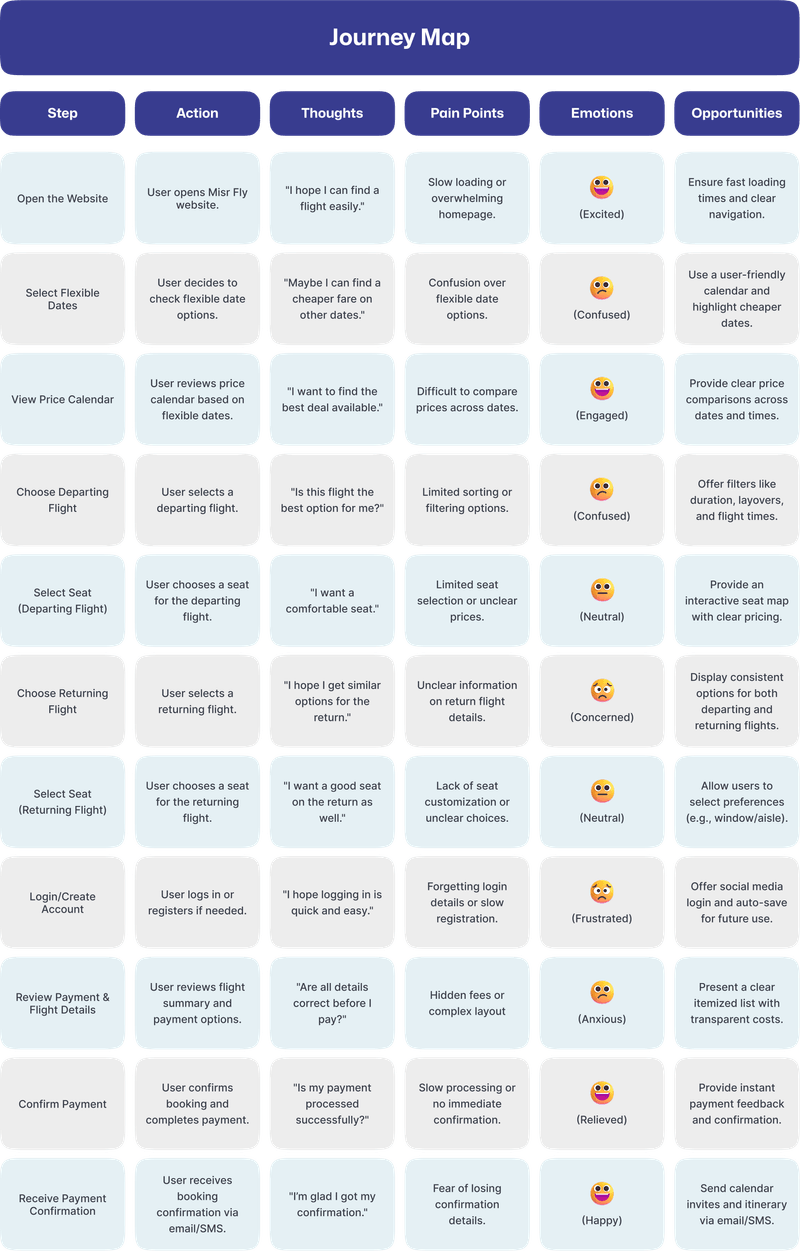 Journey Map
Step
Action
Thoughts
Pain Points
Emotions
Opportunities
Open the Website
User opens Misr Fly
website.
"I hope I can find a
flight easily."
Slow loading or
overwhelming
homepage.
(Excited)
Ensure fast loading
times and clear
navigation.
Select Flexible
Dates
User decides to
check flexible date
options.
"Maybe I can find a
cheaper fare on
other dates."
Confusion over
flexible date
options.
(Confused)
Use a user-friendly
calendar and
highlight cheaper
dates.
View Price Calendar
User reviews price
calendar based on
flexible dates.
"I want to find the
best deal available."
Difficult to compare
prices across dates.
(Engaged)
Provide clear price
comparisons across
dates and times.
Choose Departing
Flight
User selects a
departing flight.
"Is this flight the
best option for me?"
Limited sorting or
filtering options.
(Confused)
Offer filters like
duration, layovers,
and flight times.
Select Seat
(Departing Flight)
User chooses a seat
for the departing
flight.
"I want a
comfortable seat."
Limited seat
selection or unclear
prices.
(Neutral)
Provide an
interactive seat map
with clear pricing.
Choose Returning
Flight
User selects a
returning flight.
"I hope I get similar
options for the
return."
Unclear information
on return flight
details.
(Concerned)
Display consistent
options for both
departing and
returning flights.
Select Seat
(Returning Flight)
User chooses a seat
for the returning
flight.
"I want a good seat
on the return as
well."
Lack of seat
customization or
unclear choices.
(Neutral)
Allow users to
select preferences
(e.g., window/aisle).
Login/Create
Account
User logs in or
registers if needed.
"I hope logging in is
quick and easy."
Forgetting login
details or slow
registration.
(Frustrated)
Offer social media
login and auto-save
for future use.
Review Payment &
Flight Details
User reviews flight
summary and
payment options.
"Are all details
correct before I
pay?"
Hidden fees or
complex layout
(Anxious)
Present a clear
itemized list with
transparent costs.
Confirm Payment
User confirms
booking and
completes payment.
"Is my payment
processed
successfully?"
Slow processing or
no immediate
confirmation.
(Relieved)
Provide instant
payment feedback
and confirmation.
Receive Payment
Confirmation
User receives
booking
confirmation via
email/SMS.
"I'm glad I got my
confirmation."
Fear of losing
confirmation
details.
(Happy)
Send calendar
invites and itinerary
via email/SMS.